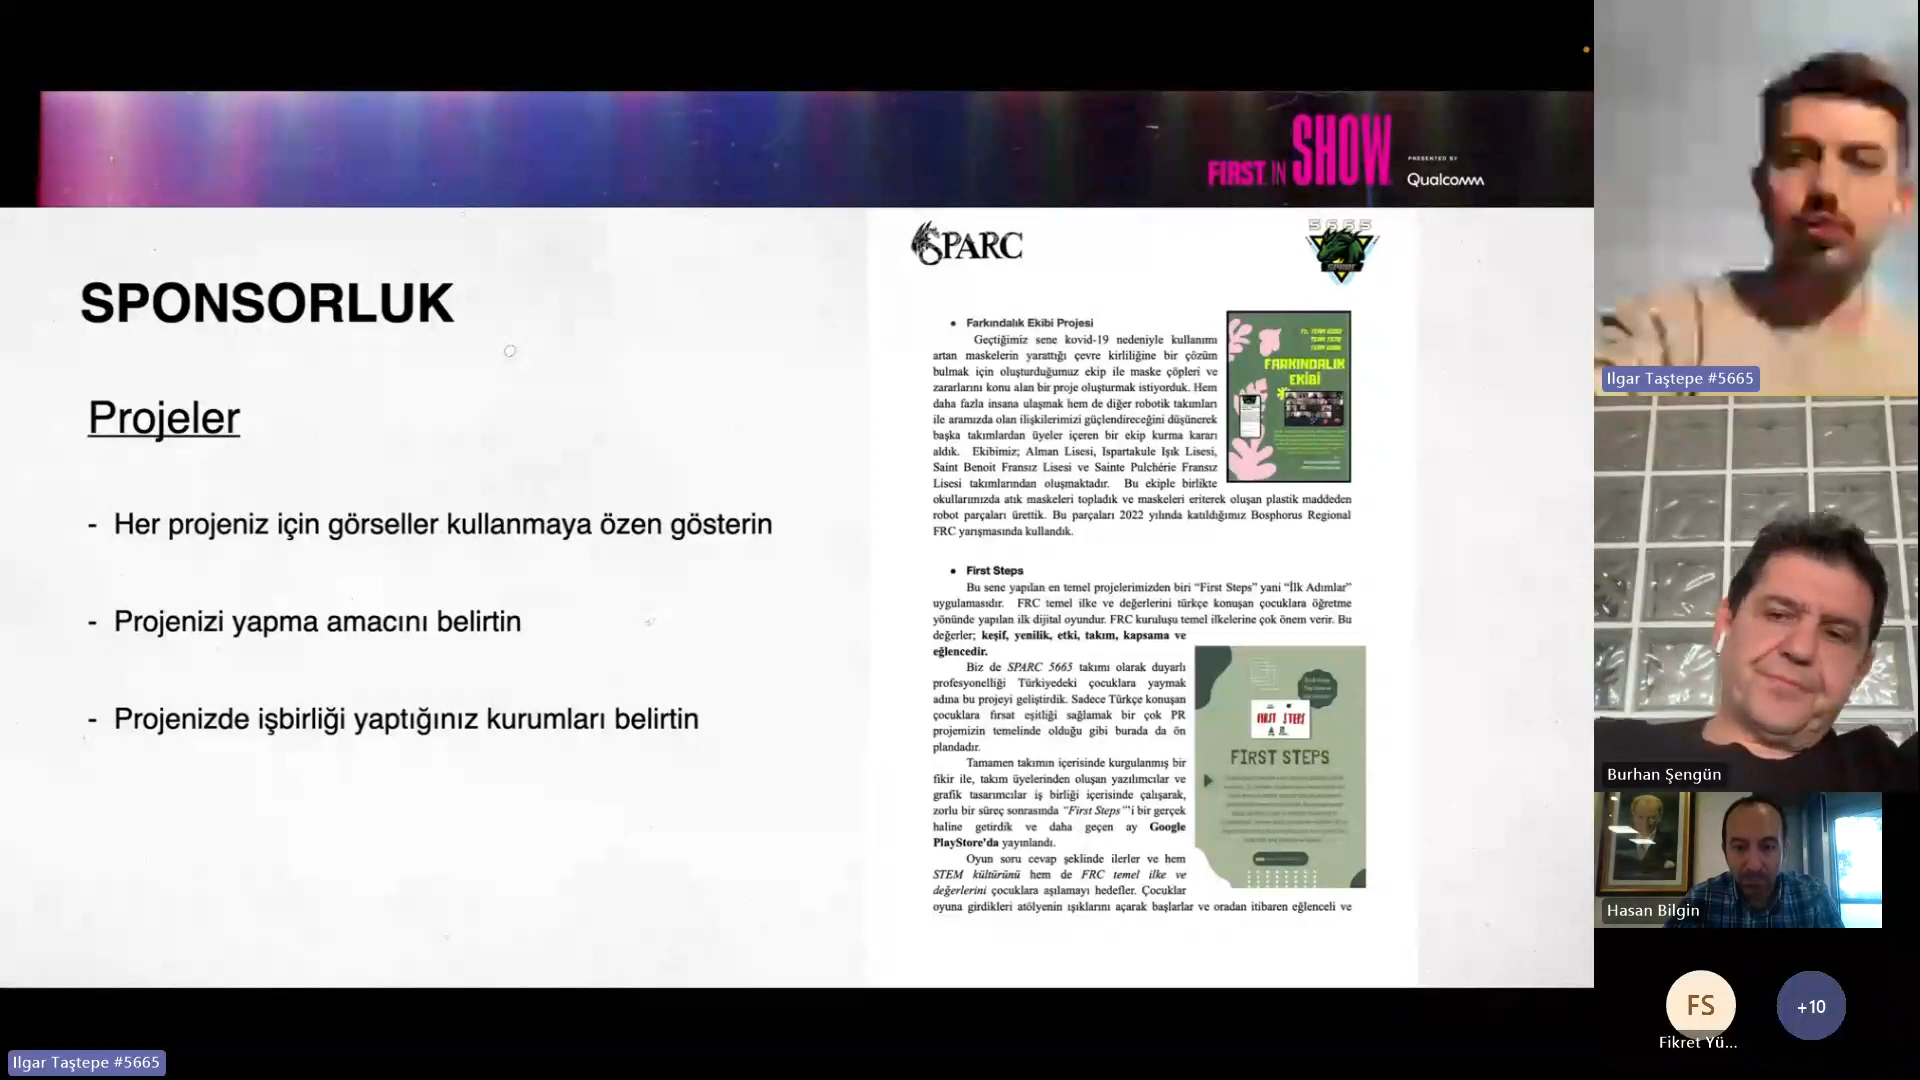 FIRST IN SHOW
PRESENTED BY
Qualcomm
SPONSORLUK
Projeler
- Her projeniz için görseller kullanmaya özen gösterin
- Projenizi yapma amacını belirtin
- Projenizde işbirliği yaptığınız kurumları belirtin
SPARC
5665
• Farkındalık Ekibi Projesi
Geçtiğimiz sene kovid-19 nedeniyle kullanımı
artan maskelerin yarattığı çevre kirliliğine bir çözüm
bulmak için oluşturduğumuz ekip ile maske çöpleri ve
zararlarını konu alan bir proje oluşturmak istiyorduk. Hem
daha fazla insana ulaşmak hem de diğer robotik takımları
ile aramızda olan ilişkilerimizi güçlendireceğini düşünerek
başka takımlardan üyeler içeren bir ekip kurma kararı
aldık. Ekibimiz; Alman Lisesi, Ispartakule Işık Lisesi,
Saint Benoit Fransız Lisesi ve Sainte Pulchérie Fransız
Lisesi takımlarından oluşmaktadır. Bu ekiple birlikte
okullarımızda atık maskeleri topladık ve maskeleri eriterek oluşan plastik maddeden
robot parçaları ürettik. Bu parçaları 2022 yılında katıldığımız Bosphorus Regional
FRC yarışmasında kullandık.
FARKINDALIK
EKİBİ
• First Steps
Bu sene yapılan en temel projelerimizden biri “First Steps” yani “İlk Adımlar”
uygulamasıdır. FRC temel ilke ve değerlerini türkçe konuşan çocuklara öğretme
yönünde yapılan ilk dijital oyundur. FRC kuruluşu temel ilkelerine çok önem verir. Bu
değerler; keşif, yenilik, etki, takım, kapsama ve
eğlencedir.
Biz de SPARC 5665 takımı olarak duyarlı
profesyonelliği Türkiyedeki çocuklara yaymak
adına bu projeyi geliştirdik. Sadece Türkçe konuşan
çocuklara fırsat eşitliği sağlamak bir çok PR
projemizin temelinde olduğu gibi burada da ön
plandadır.
Tamamen takımın içerisinde kurgulanmış bir
fikir ile, takım üyelerinden oluşan yazılımcılar ve
grafik tasarımcılar iş birliği içerisinde çalışarak,
zorlu bir süreç sonrasında “First Steps”'i bir gerçek
haline getirdik ve daha geçen ay Google
PlayStore'da yayınlandı.
Oyun soru cevap şeklinde ilerler ve hem
STEM kültürünü hem de FRC temel ilke ve
değerlerini çocuklara aşılamayı hedefler. Çocuklar
oyuna girdikleri atölyenin ışıklarını açarak başlarlar ve oradan itibaren eğlenceli ve
FIRST STEPS
FIRST STEPS
Ilgar Taştepe #5665
Burhan Şengün
Hasan Bilgin
FS
Fikret Yü...
+10
Ilgar Taştepe #5665